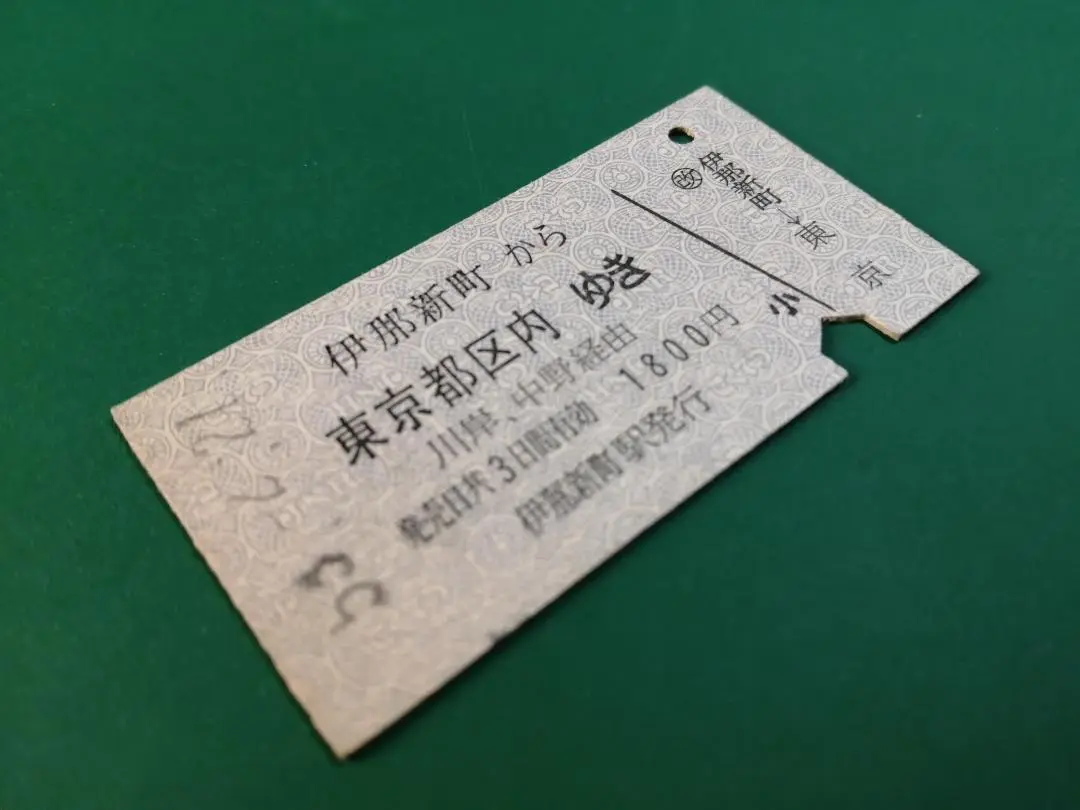 伊那新町から
東京都区内ゆき
川岸、中野経由
発売日共3日間有効 1800円
伊那新町駅発行
小
㊤伊那新町→東京